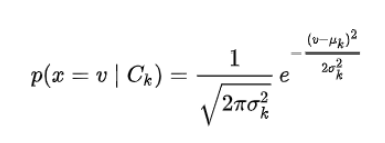 p(x = v | C_k) = \frac{1}{\sqrt{2\pi\sigma_k^2}} e^{-\frac{(v-\mu_k)^2}{2\sigma_k^2}}